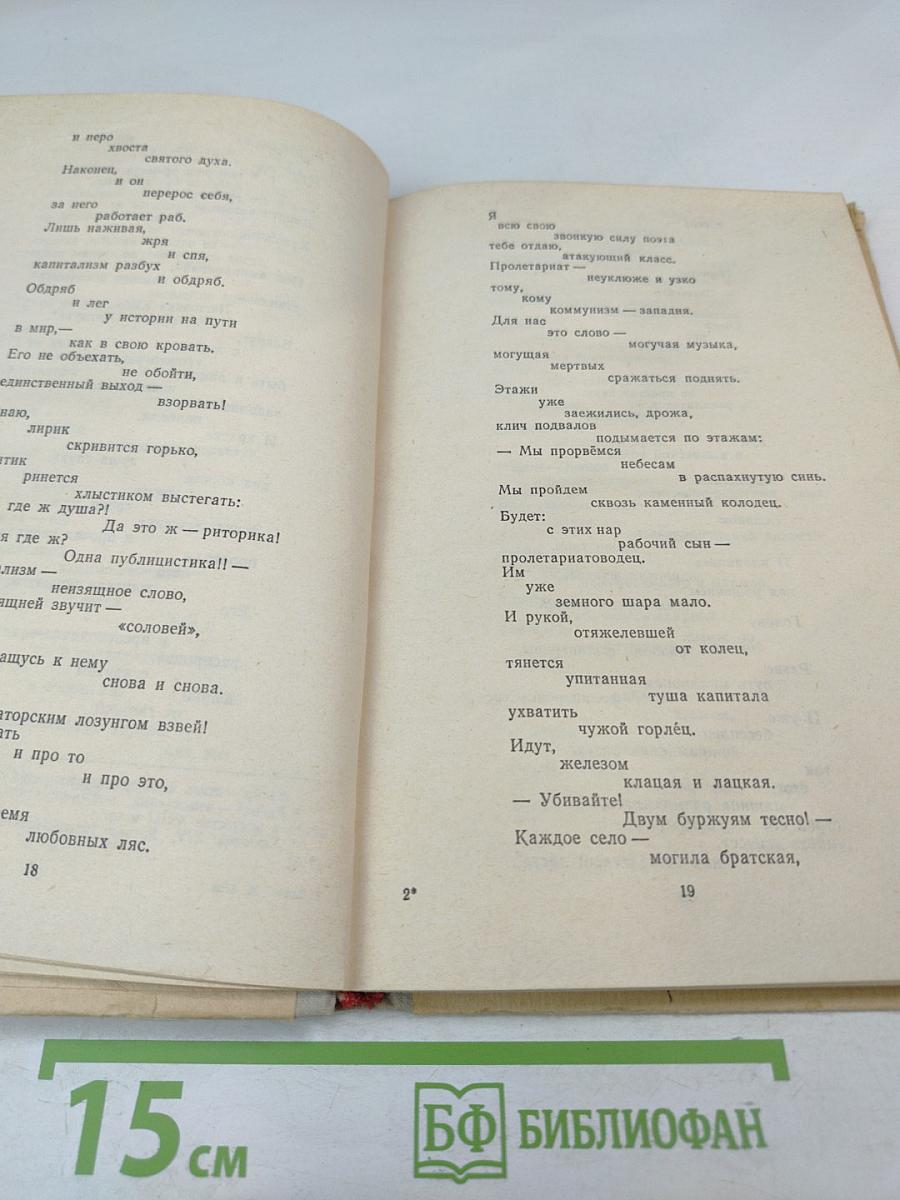 и перо
хвоста
святого духа.
Наконец,
и он
перерос себя,
за него
работает раб.
Лишь наживая,
жря
и спя,
капитализм разбух
и обдряб.
Обдряб
и лег
у истории на пути
в мир,—
как в свою кровать.
Его не объехать,
не обойти,
единственный выход —
взорвать!
наю,
лирик
скривится горько,
итик
ринется
хлыстиком выстегать:
где ж душа?!
Да это ж — риторика!
я где ж?
Одна публицистика!! —
ализм —
неизящное слово,
ящней звучит —
«соловей»,
ащусь к нему
снова и снова.
аторским лозунгом взвей!
ать
и про то
и про это,
емя
любовных ляс.
18
Я
всю свою
звонкую силу поэта
тебе отдаю,
атакующий класс.
Пролетариат —
неуклюже и узко
тому,
кому
коммунизм — западня.
Для нас
это слово —
могучая музыка,
могущая
мертвых
сражаться поднять.
Этажи
уже
заежились, дрожа,
клич подвалов
подымается по этажам:
— Мы прорвёмся
небесам
в распахнутую синь.
Мы пройдем
сквозь каменный колодец.
Будет:
с этих нар
рабочий сын —
пролетариатоводец.
Им
уже
земного шара мало.
И рукой,
отяжелевшей
от колец,
тянется
упитанная
туша капитала
ухватить
чужой горле́ц.
Идут,
железом
клацая и лацкая.
— Убивайте!
Двум буржуям тесно! —
Каждое село —
могила братская,
2*
19
15 см
БФ БИБЛИОФАН